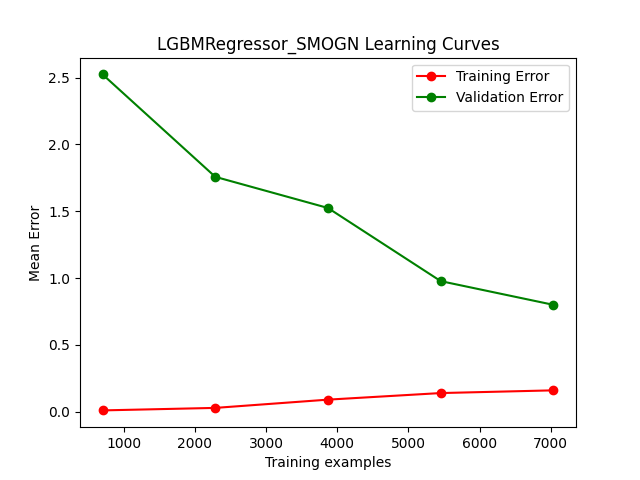 LGBMRegressor_SMOGN Learning Curves
Training Error
Validation Error
2.5
2.0
1.5
1.0
0.5
0.0
Mean Error
1000 2000 3000 4000 5000 6000 7000
Training examples